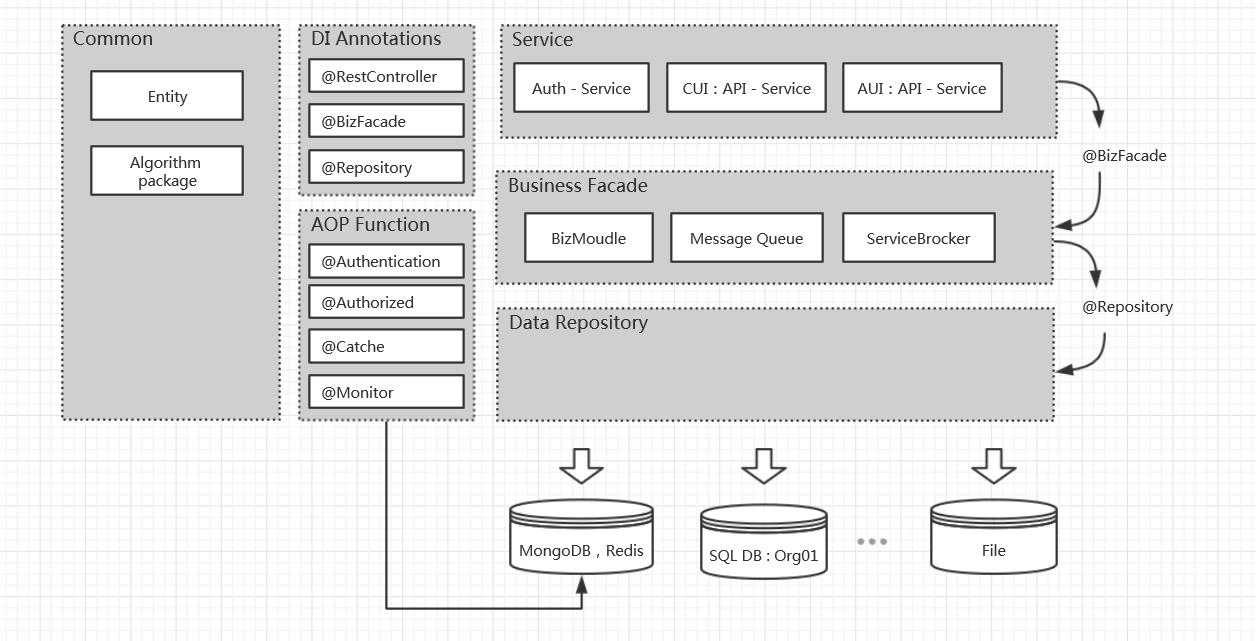 Common
Entity
Algorithm
package
DI Annotations
@RestController
@BizFacade
@Repository
AOP Function
@Authentication
@Authorized
@Catche
@Monitor
Service
Auth - Service
CUI : API - Service
AUI : API - Service
@BizFacade
Business Facade
BizMoudle
Message Queue
ServiceBrocker
@Repository
Data Repository
MongoDB , Redis
SQL DB : Org01
File